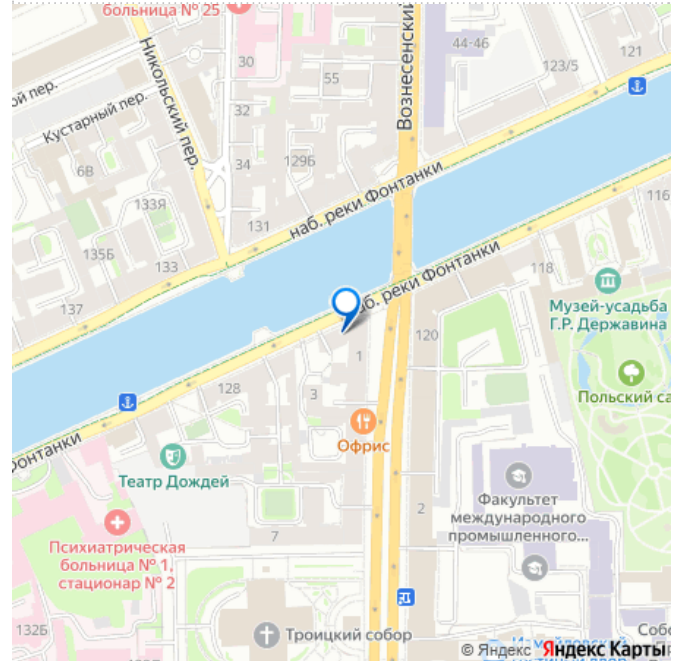 больница № 25
30
Никольский пер.
Вознесенский
44-46
121
123/5
55
ой пер.
Кустарный пер.
32
34
129Б
6В
133Я
131
наб. реки Фонтанки
116
135Б
133
137
наб. реки Фонтанки
118
Музей-усадьба
Г.Р. Державина
120
1
128
3
Польский са
Офрис
Фонтанки
Театр Дождей
Факультет
международного
промышленного...
2
7
Психиатрическая
больница № 1,
стационар № 2
132Б
Троицкий собор
Собо
© Яндекс Яндекс Карты